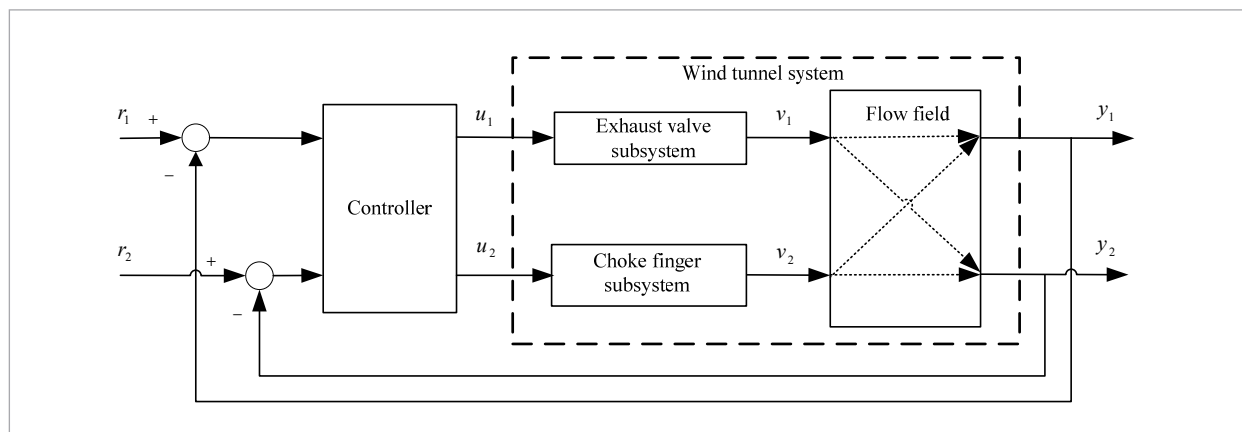 Wind tunnel system
r₁
+
−
u₁
Exhaust valve
subsystem
v₁
Flow field
y₁
Controller
r₂
+
−
u₂
Choke finger
subsystem
v₂
y₂